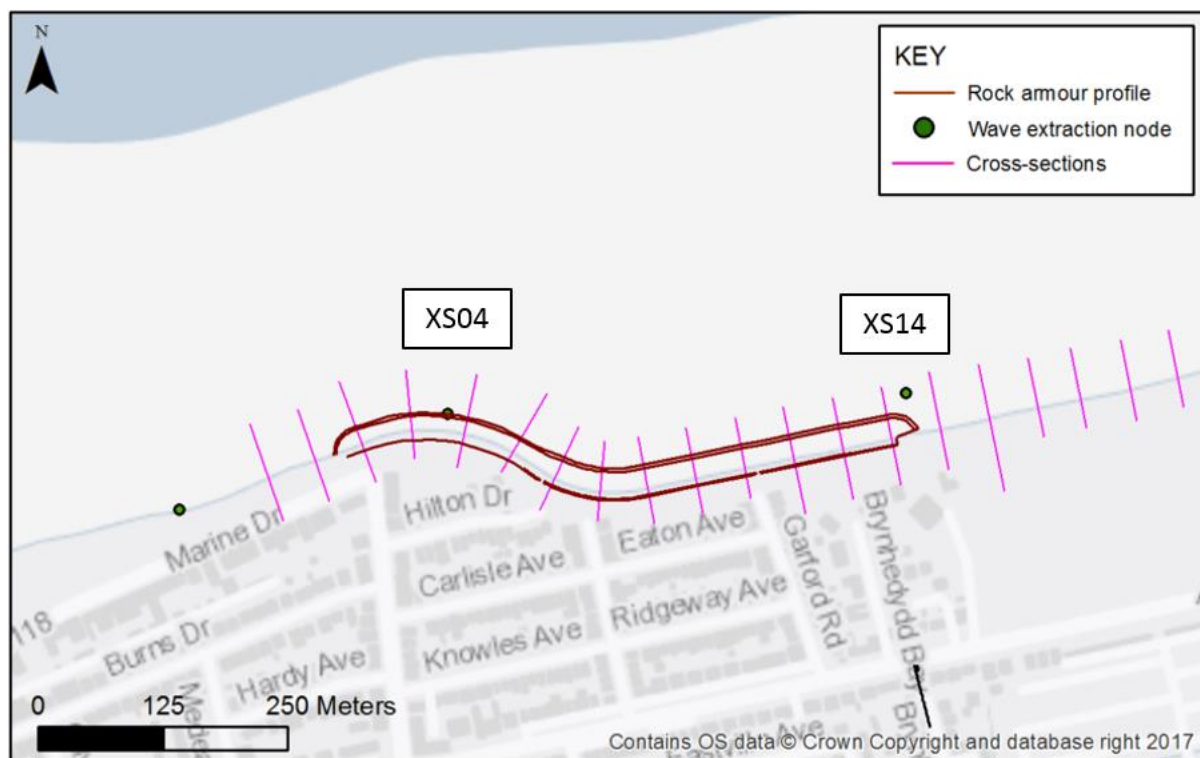 N
KEY
Rock armour profile
Wave extraction node
Cross-sections
XS04
XS14
Marine Dr
Hilton Dr
Eaton Ave
Garford Rd
Brynhedydd Bay
Carlisle Ave
Ridgeway Ave
118
Burns Dr
Knowles Ave
Hardy Ave
0 125 250 Meters
Contains OS data © Crown Copyright and database right 2017